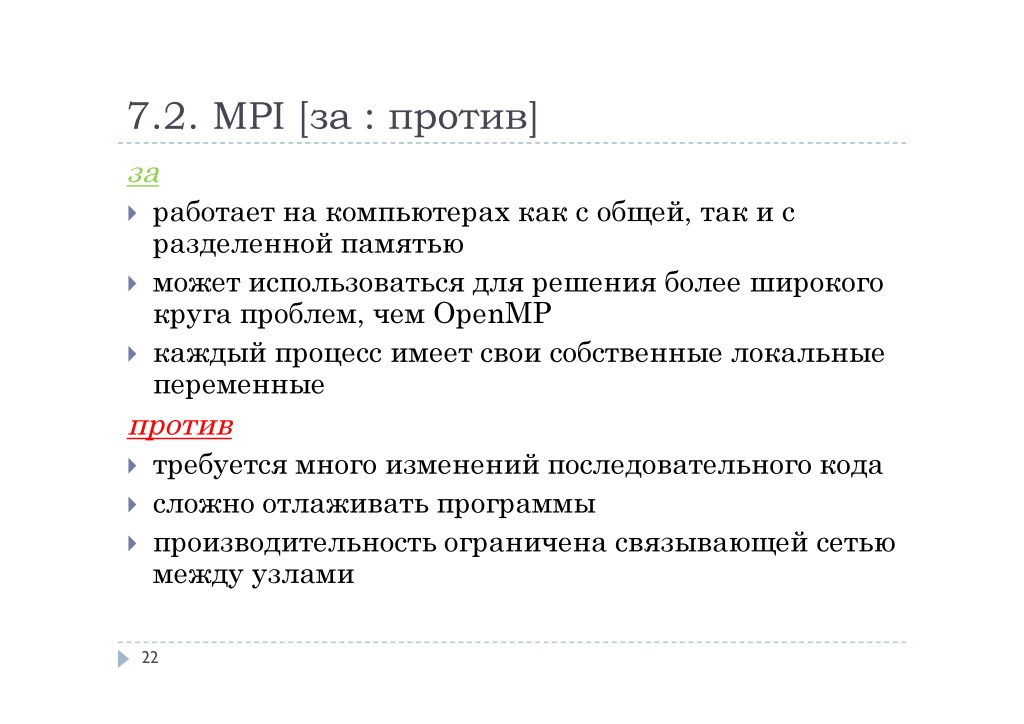 7.2. MPI [за : против]
за
работает на компьютерах как с общей, так и с
разделенной памятью
может использоваться для решения более широкого
круга проблем, чем OpenMP
каждый процесс имеет свои собственные локальные
переменные
против
требуется много изменений последовательного кода
сложно отлаживать программы
производительность ограничена связывающей сетью
между узлами
22